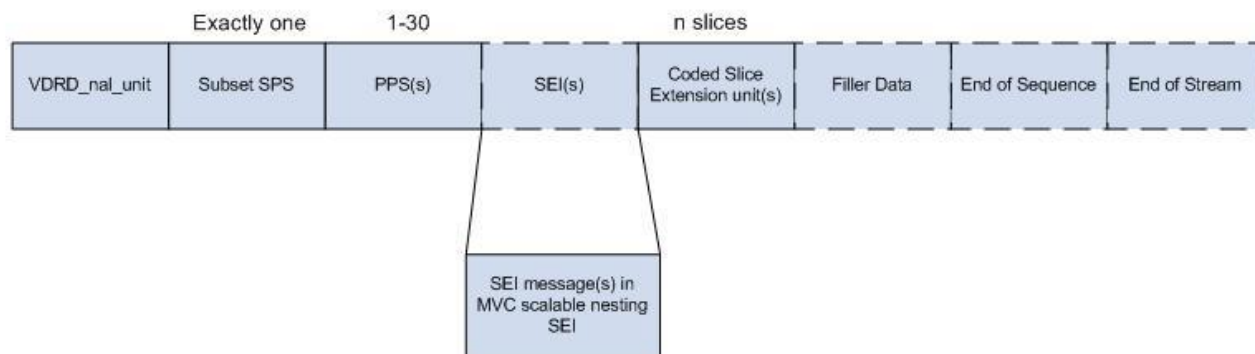 Exactly one
1-30
n slices
VDRD_nal_unit
Subset SPS
PPS(s)
SEI(s)
Coded Slice
Extension unit(s)
Filler Data
End of Sequence
End of Stream
SEI message(s) in
MVC scalable nesting
SEI